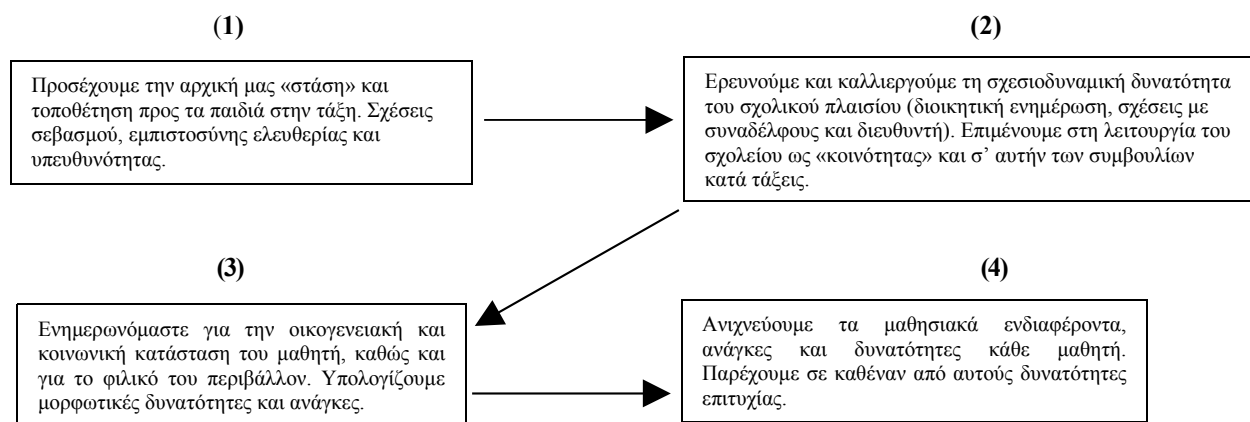 (1)
Προσέχουμε την αρχική μας «στάση» και
τοποθέτηση προς τα παιδιά στην τάξη. Σχέσεις
σεβασμού, εμπιστοσύνης ελευθερίας και
υπευθυνότητας.
(2)
Ερευνούμε και καλλιεργούμε τη σχεσιοδυναμική δυνατότητα
του σχολικού πλαισίου (διοικητική ενημέρωση, σχέσεις με
συναδέλφους και διευθυντή). Επιμένουμε στη λειτουργία του
σχολείου ως «κοινότητας» και σ’ αυτήν των συμβουλίων
κατά τάξεις.
(3)
Ενημερωνόμαστε για την οικογενειακή και
κοινωνική κατάσταση του μαθητή, καθώς και
για το φιλικό του περιβάλλον. Υπολογίζουμε
μορφωτικές δυνατότητες και ανάγκες.
(4)
Ανιχνεύουμε τα μαθησιακά ενδιαφέροντα,
ανάγκες και δυνατότητες κάθε μαθητή.
Παρέχουμε σε καθέναν από αυτούς δυνατότητες
επιτυχίας.